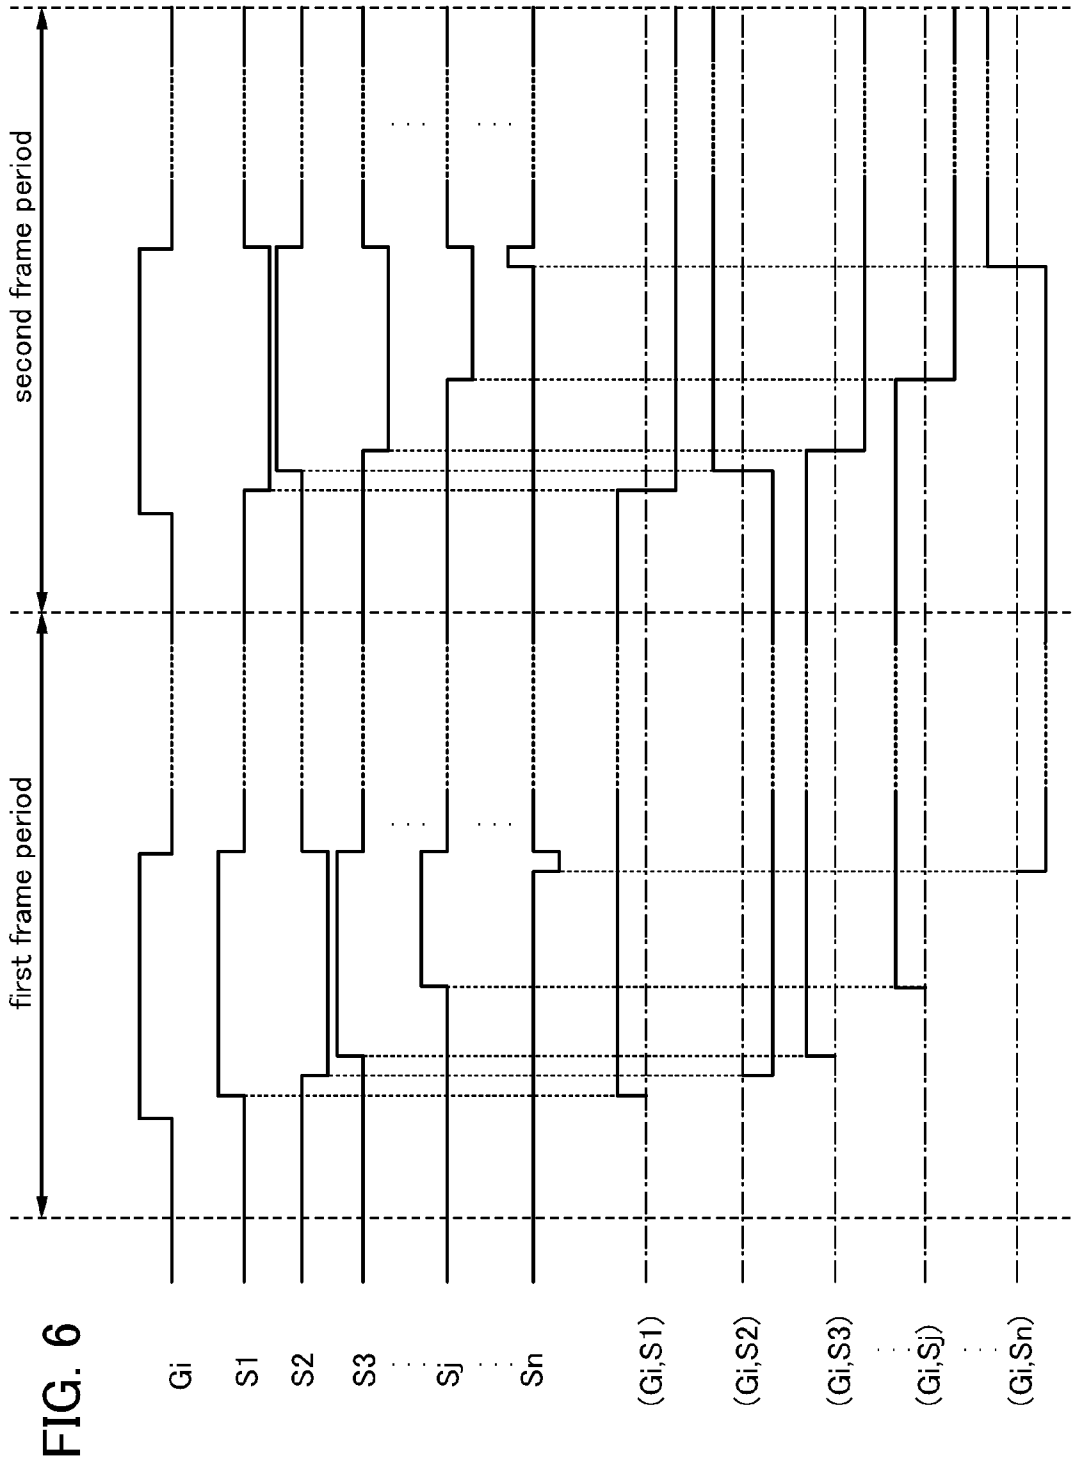 FIG. 6
first frame period
second frame period
Gi
S1
S2
S3
. . .
. . .
. . .
Sj
. . .
. . .
. . .
Sn
(Gi,S1)
(Gi,S2)
(Gi,S3)
. . .
(Gi,Sj)
. . .
(Gi,Sn)